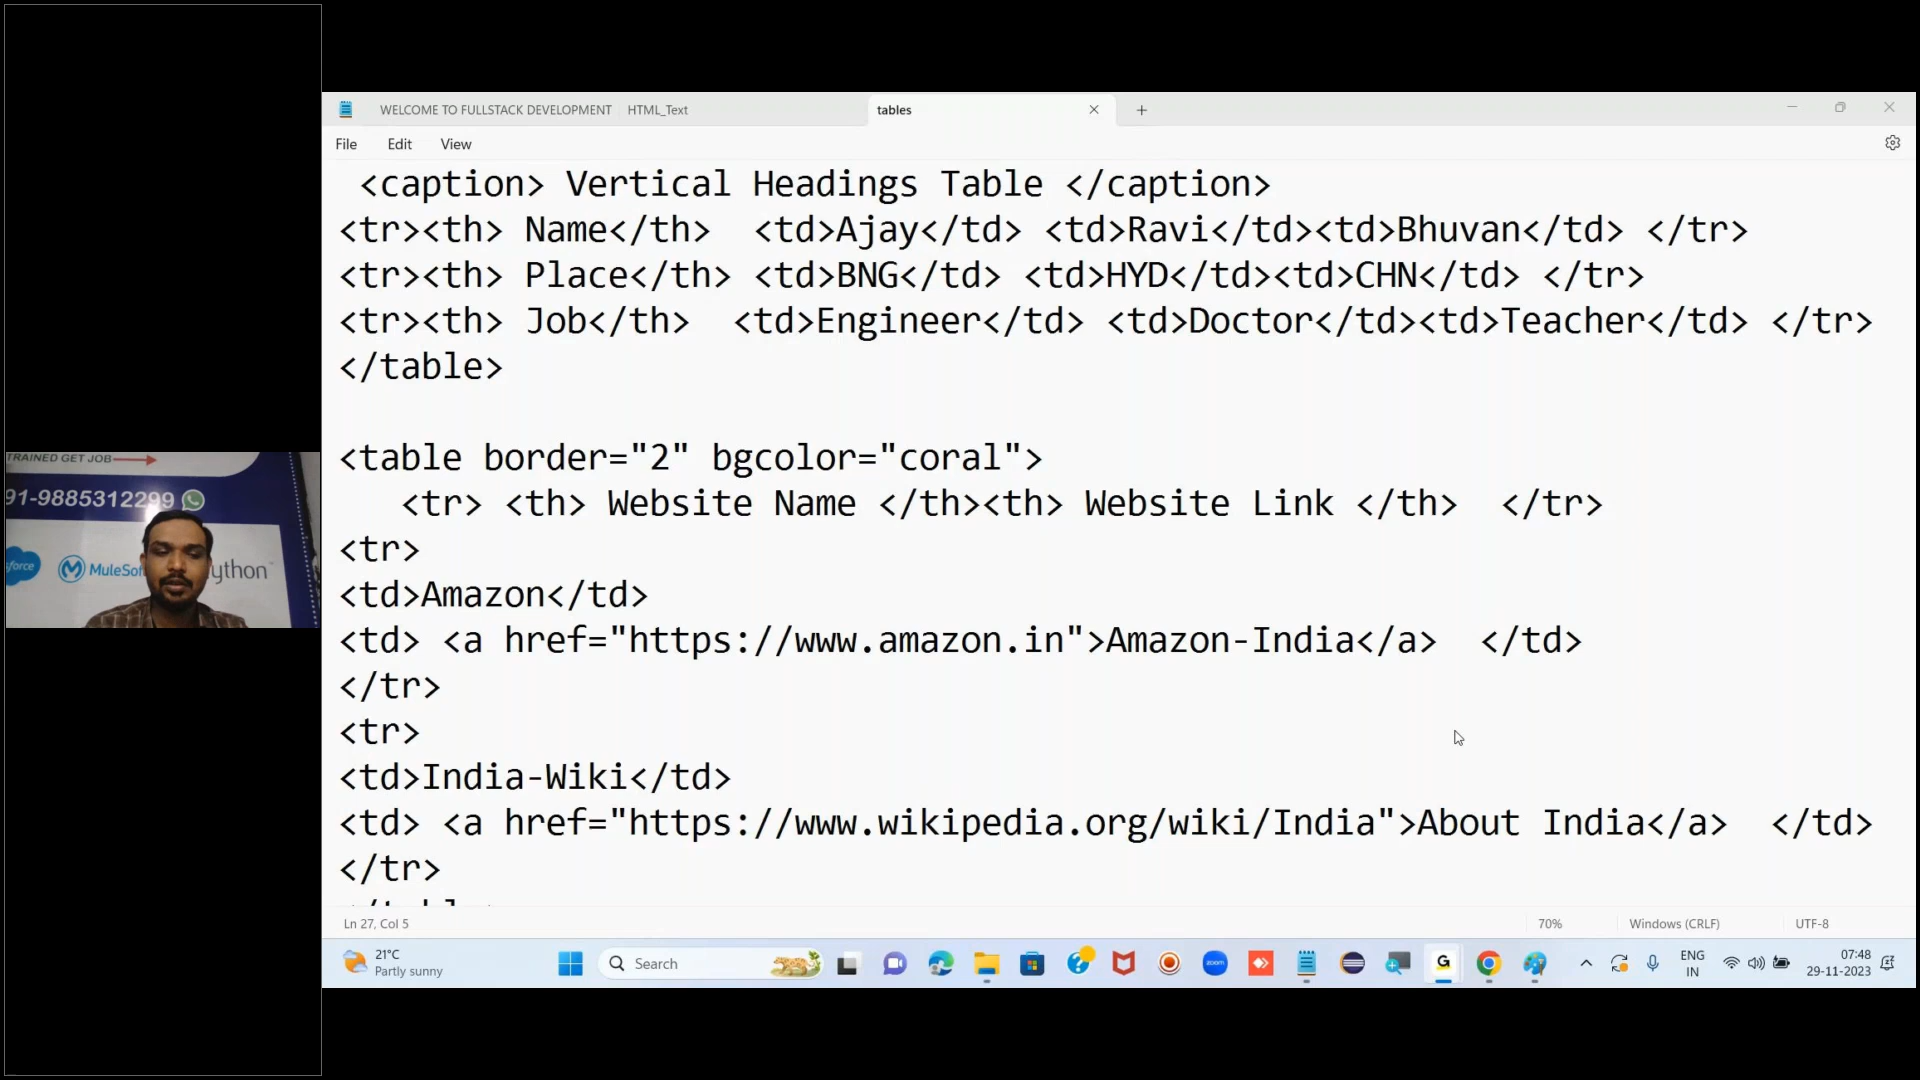 WELCOME TO FULLSTACK DEVELOPMENT HTML_Text tables
File Edit View
<caption> Vertical Headings Table </caption>
<tr><th> Name</th>  <td>Ajay</td> <td>Ravi</td><td>Bhuvan</td> </tr>
<tr><th> Place</th> <td>BNG</td> <td>HYD</td><td>CHN</td> </tr>
<tr><th> Job</th>  <td>Engineer</td> <td>Doctor</td><td>Teacher</td> </tr>
</table>
<table border="2" bgcolor="coral">
<tr> <th> Website Name </th><th> Website Link </th>  </tr>
<tr>
<td>Amazon</td>
<td> <a href="https://www.amazon.in">Amazon-India</a>  </td>
</tr>
<tr>
<td>India-Wiki</td>
<td> <a href="https://www.wikipedia.org/wiki/India">About India</a>  </td>
</tr>
TRAINED GET JOB
91-9885312299
force MuleSof ython
Ln 27, Col 5 70% Windows (CRLF) UTF-8
21°C
Partly sunny
Search
zoom
G
ENG
IN
07:48
29-11-2023